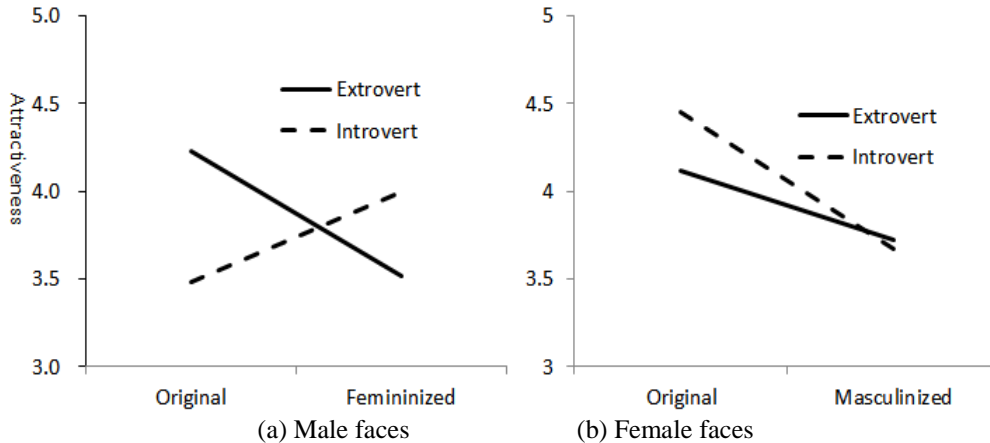 5.0
4.5
4.0
3.5
3.0
Attractiveness
Extrovert
Introvert
Original Femininized
(a) Male faces
5
4.5
4
3.5
3
Extrovert
Introvert
Original Masculinized
(b) Female faces